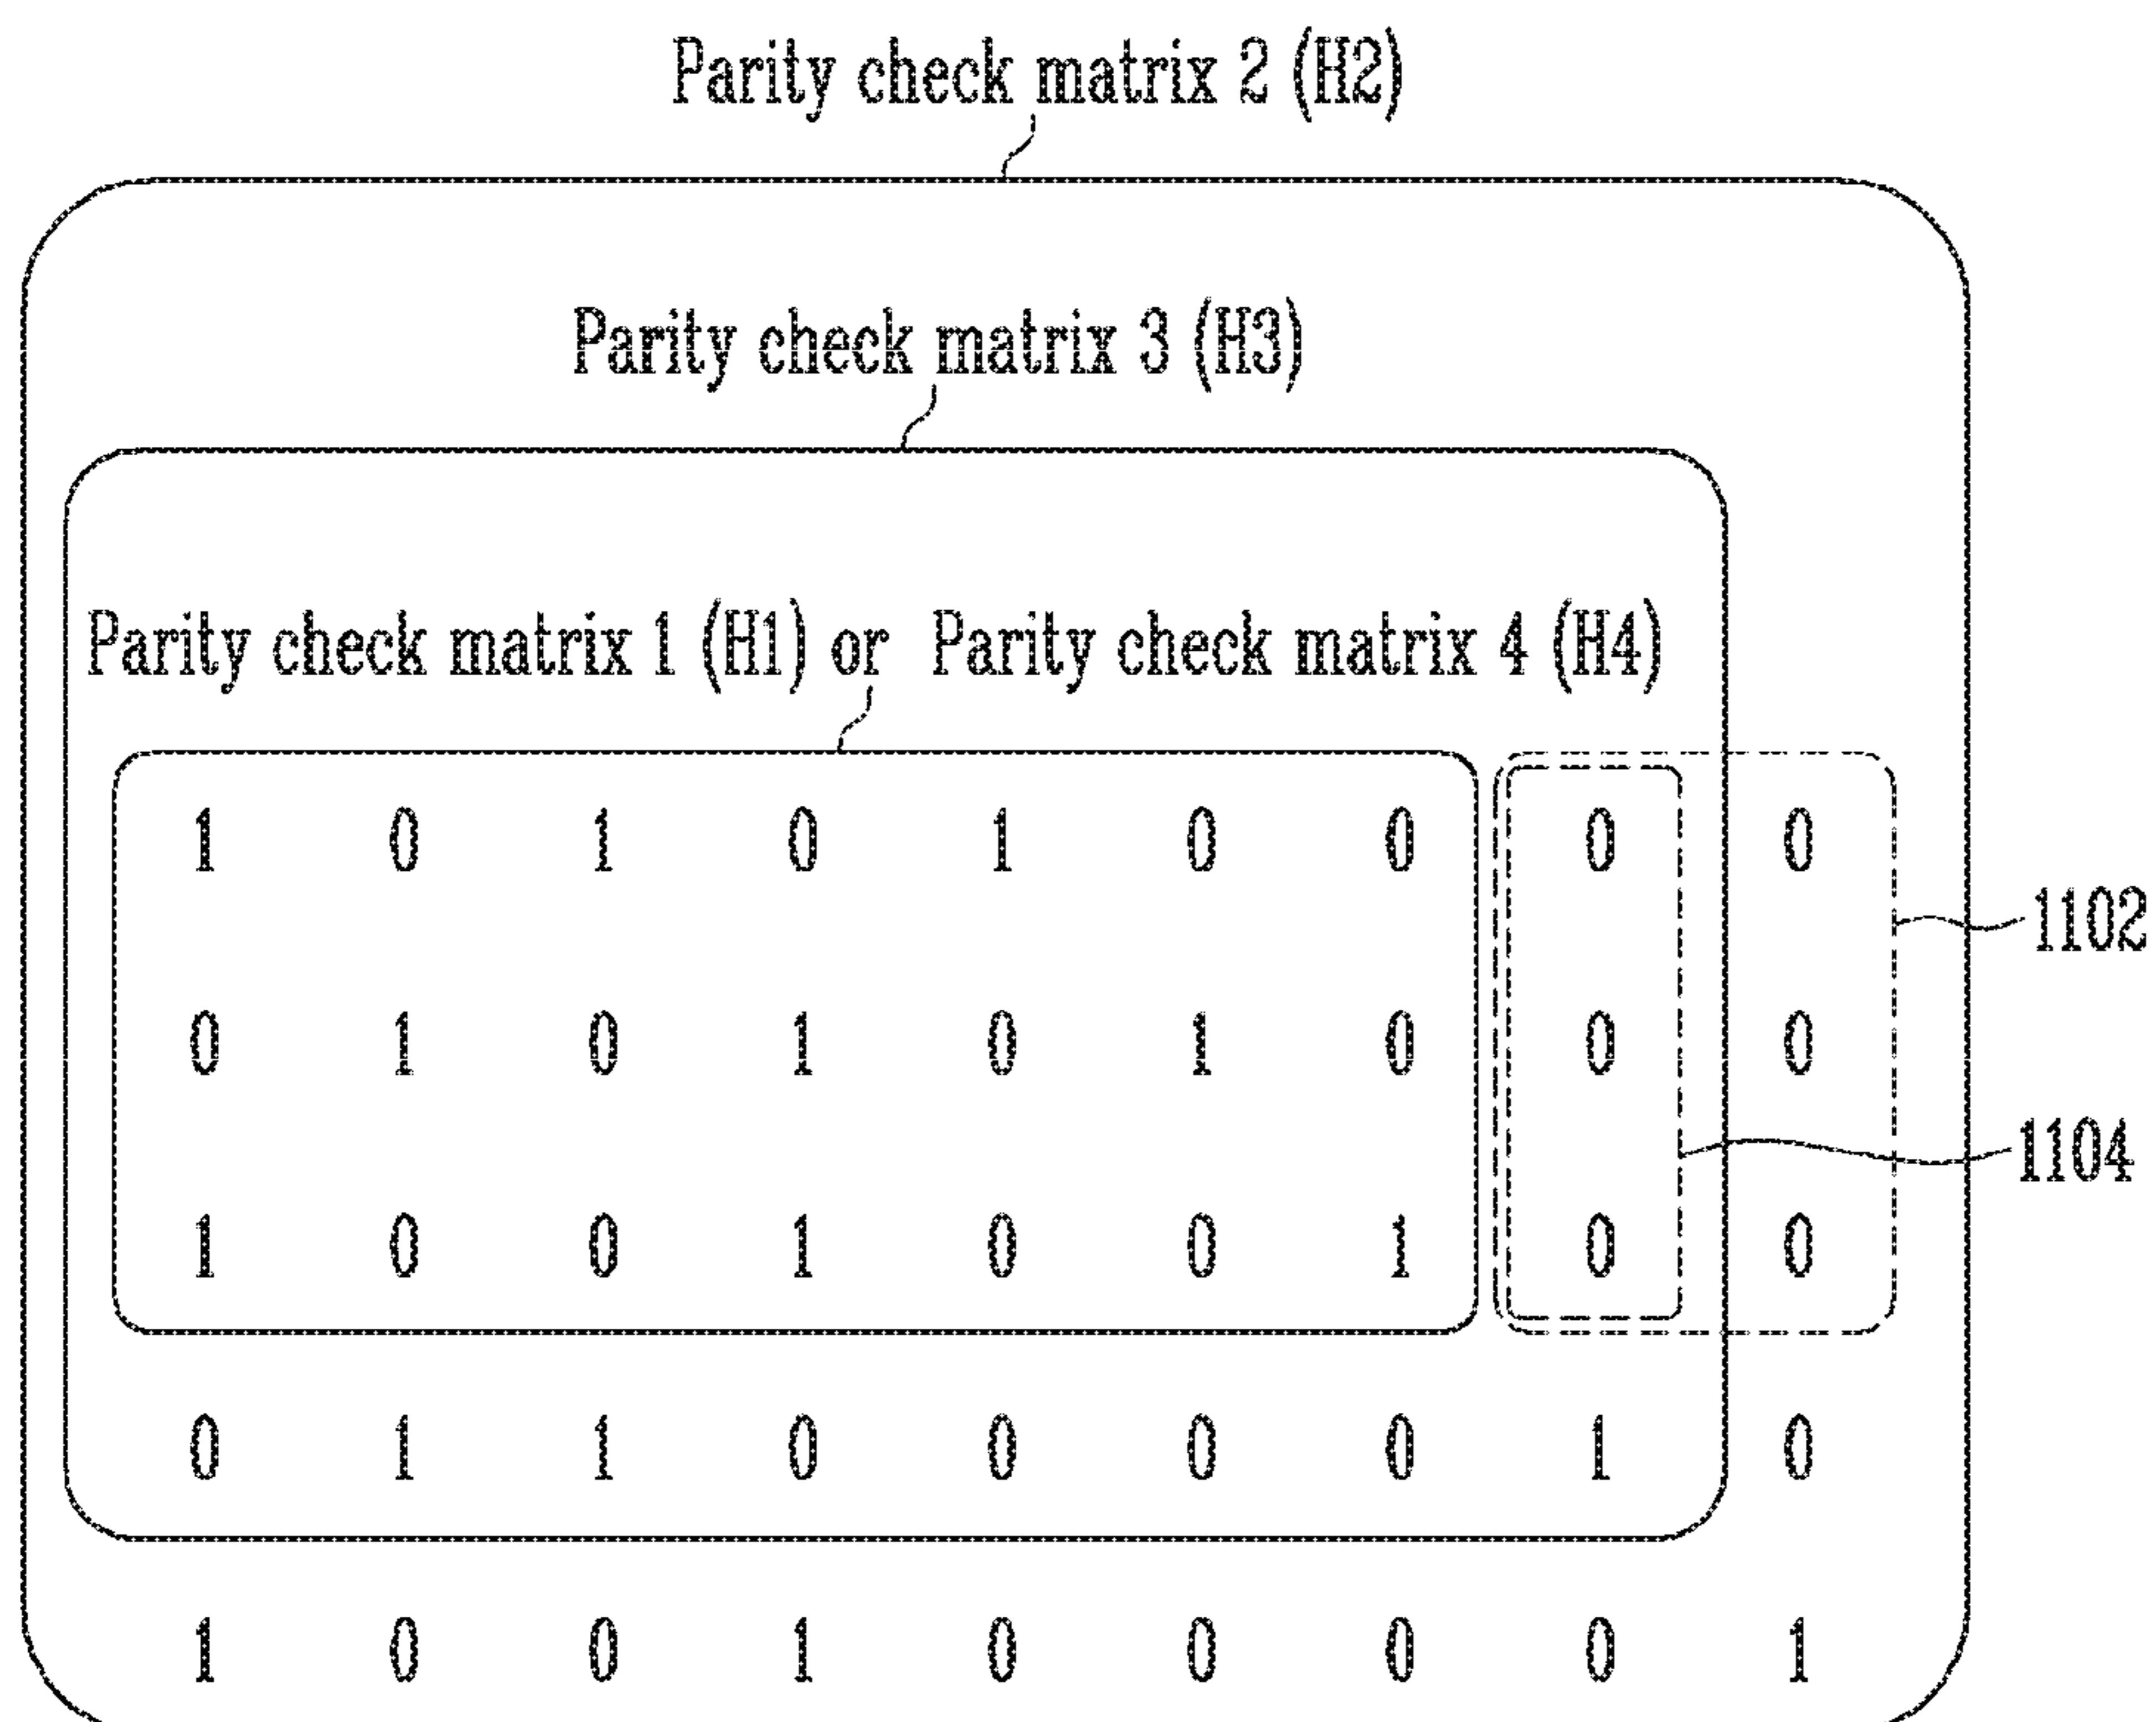 Parity check matrix 2 (H2)
Parity check matrix 3 (H3)
Parity check matrix 1 (H1) or Parity check matrix 4 (H4)
1 0 1 0 1 0 0 0 0
1102
0 1 0 1 0 1 0 0 0
1104
1 0 0 1 0 0 1 0 0
0 1 1 0 0 0 0 1 0
1 0 0 1 0 0 0 0 1